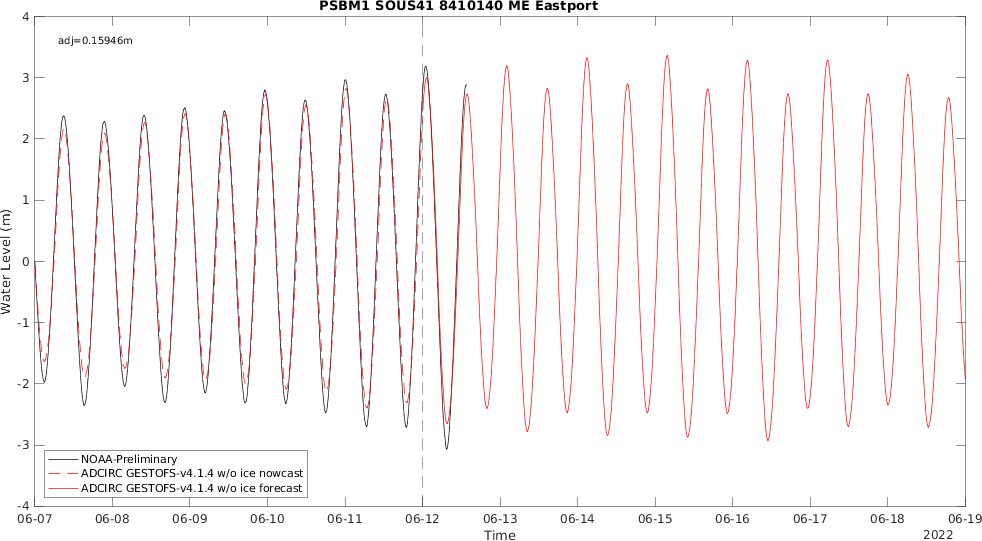 PSBM1 SOUS41 8410140 ME Eastport
adj=0.15946m
4
3
2
1
0
-1
-2
-3
-4
Water Level (m)
NOAA-Preliminary
ADCIRC GESTOFS-v4.1.4 w/o ice nowcast
ADCIRC GESTOFS-v4.1.4 w/o ice forecast
06-07 06-08 06-09 06-10 06-11 06-12 06-13 06-14 06-15 06-16 06-17 06-18 06-19
Time
2022